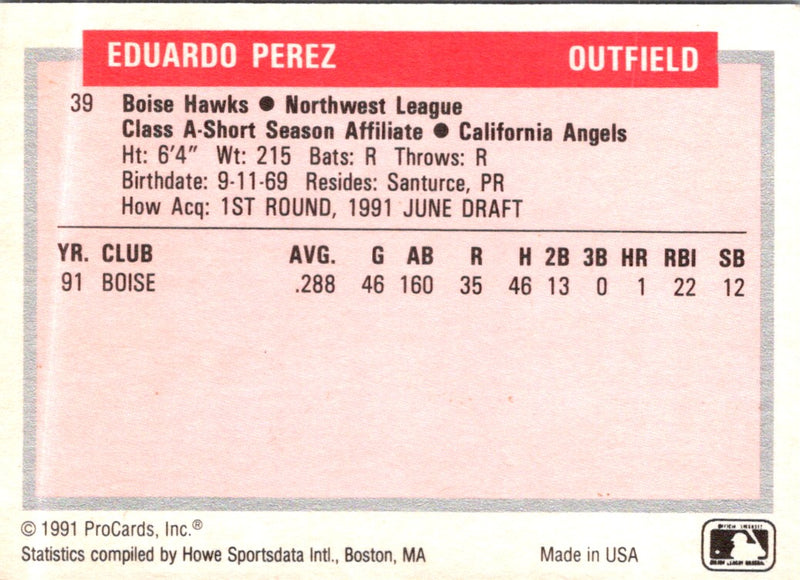 EDUARDO PEREZ OUTFIELD
39 Boise Hawks ● Northwest League
Class A-Short Season Affiliate ● California Angels
Ht: 6'4" Wt: 215 Bats: R Throws: R
Birthdate: 9-11-69 Resides: Santurce, PR
How Acq: 1ST ROUND, 1991 JUNE DRAFT
YR. CLUB AVG. G AB R H 2B 3B HR RBI SB
91 BOISE .288 46 160 35 46 13 0 1 22 12
© 1991 ProCards, Inc.®
Statistics compiled by Howe Sportsdata Intl., Boston, MA Made in USA